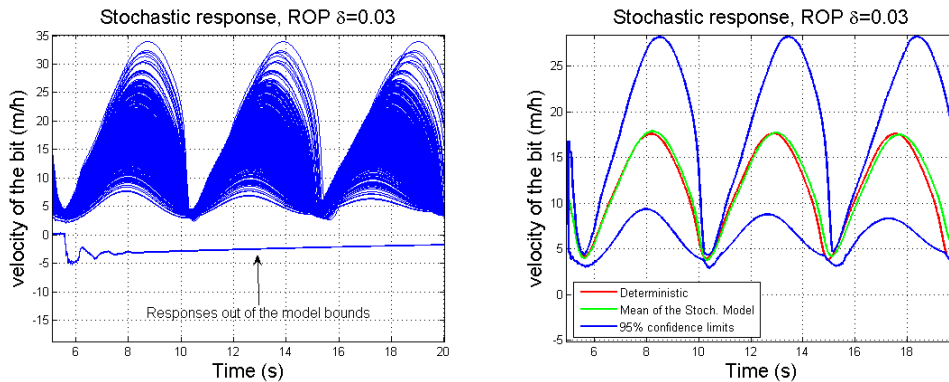 Stochastic response, ROP δ=0.03
35
30
25
20
15
10
5
0
-5
-10
-15
velocity of the bit (m/h)
Responses out of the model bounds
6 8 10 12 14 16 18 20
Time (s)
Stochastic response, ROP δ=0.03
25
20
15
10
5
0
-5
velocity of the bit (m/h)
Deterministic
Mean of the Stoch. Model
95% confidence limits
6 8 10 12 14 16 18
Time (s)